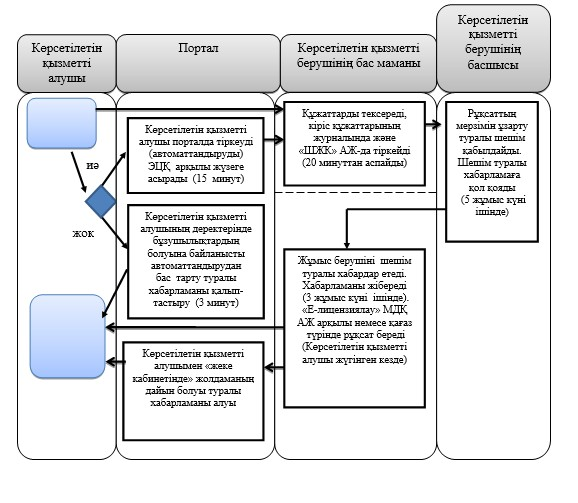 Көрсетілетін
қызметті
алушы
Портал
Көрсетілетін қызметті
берушінің бас маманы
Көрсетілетін
қызметті
берушінің
басшысы
иә
жок
Көрсетілетін қызметті
алушы порталда тіркеуді
(автоматтандыруды)
ЭЦҚ арқылы жүзеге
асырады (15 минут)
Көрсетілетін қызметті
алушының деректерінде
бұзушылықтардың
болуына байланысты
автоматтандырудан
бас тарту туралы
хабарламаны қалып-
тастыру (3 минут)
Көрсетілетін қызметті
алушымен «жеке
кабинетінде» жолдаманың
дайын болуы туралы
хабарламаны алуы
Құжаттарды тексереді,
кіріс құжаттарының
журналында және
«ШЖК» АЖ-да тіркейді
(20 минуттан аспайды)
Жұмыс берушіні шешім
туралы хабардар етеді.
Хабарламаны жібереді
(3 жұмыс күні ішінде).
«Е-лицензиялау» МДҚ
АЖ арқылы немесе қағаз
түрінде рұқсат береді
(Көрсетілетін қызметті
алушы жүгінген кезде)
Рұқсаттың
мерзімін ұзарту
туралы шешім
қабылдайды.
Шешім туралы
хабарламаға
қол қояды
(5 жұмыс күні
ішінде)